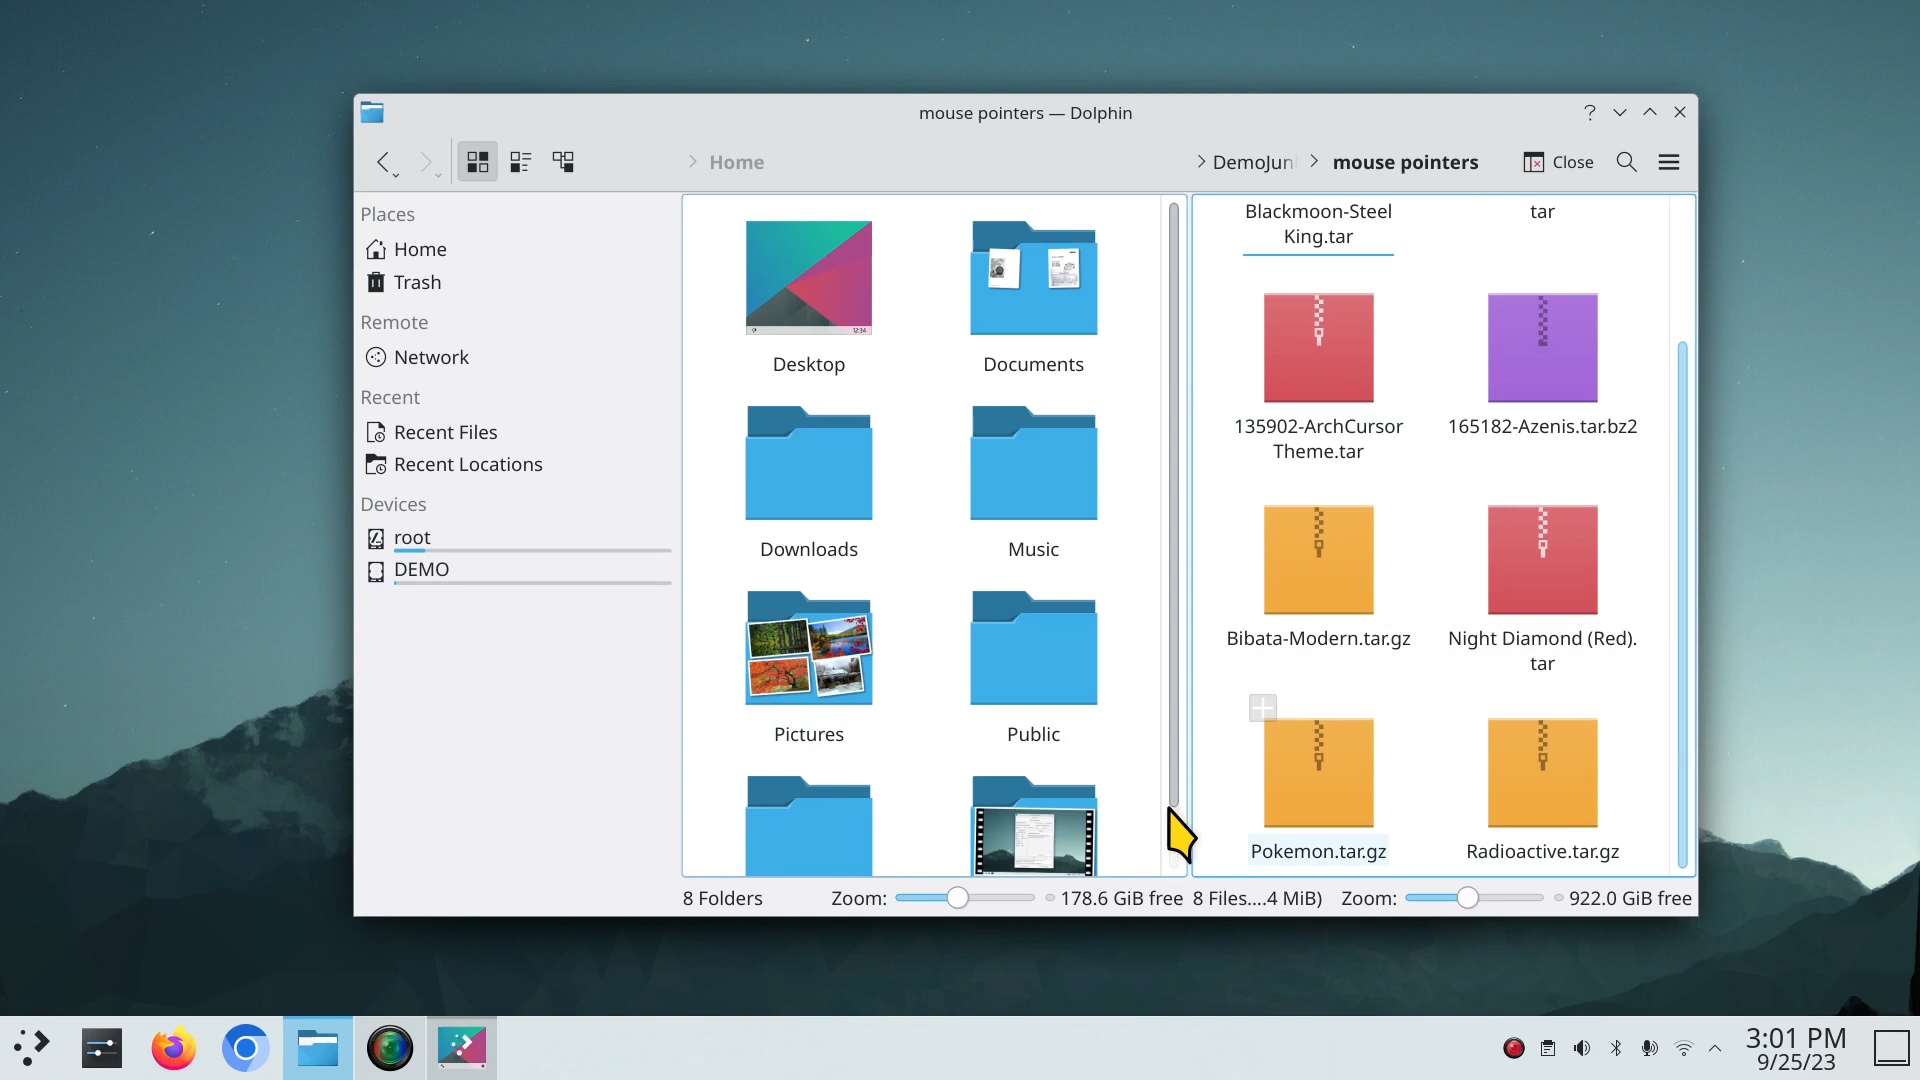 mouse pointers — Dolphin
Home
DemoJun
mouse pointers
Close
Places
Home
Trash
Remote
Network
Recent
Recent Files
Recent Locations
Devices
root
DEMO
Desktop
Documents
Downloads
Music
Pictures
Public
Blackmoon-Steel
King.tar
tar
135902-ArchCursor
Theme.tar
165182-Azenis.tar.bz2
Bibata-Modern.tar.gz
Night Diamond (Red).
tar
Pokemon.tar.gz
Radioactive.tar.gz
8 Folders
Zoom:
178.6 GiB free
8 Files....4 MiB)
Zoom:
922.0 GiB free
3:01 PM
9/25/23